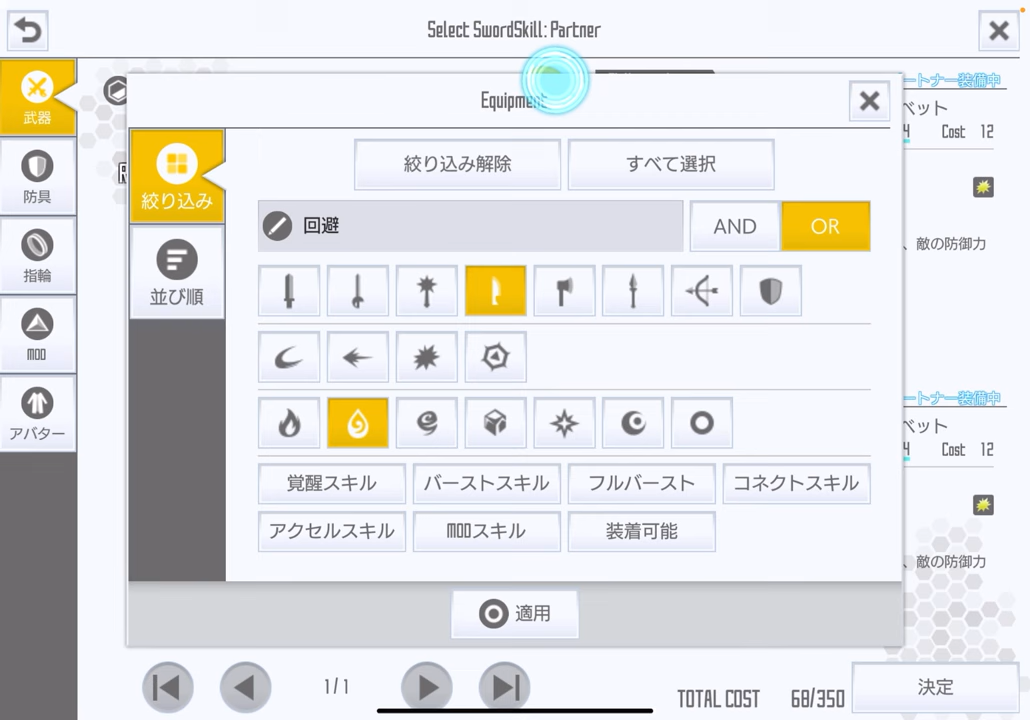 Select SwordSkill: Partner
武器
防具
指輪
MOD
アバター
Equipment
絞り込み
並び順
絞り込み解除
すべて選択
回避
AND
OR
覚醒スキル
バーストスキル
フルバースト
コネクトスキル
アクセルスキル
MODスキル
装着可能
適用
ートナー装備中
ベット
4 Cost 12
、敵の防御力
ートナー装備中
ベット
4 Cost 12
、敵の防御力
1/1
TOTAL COST 68/350
決定